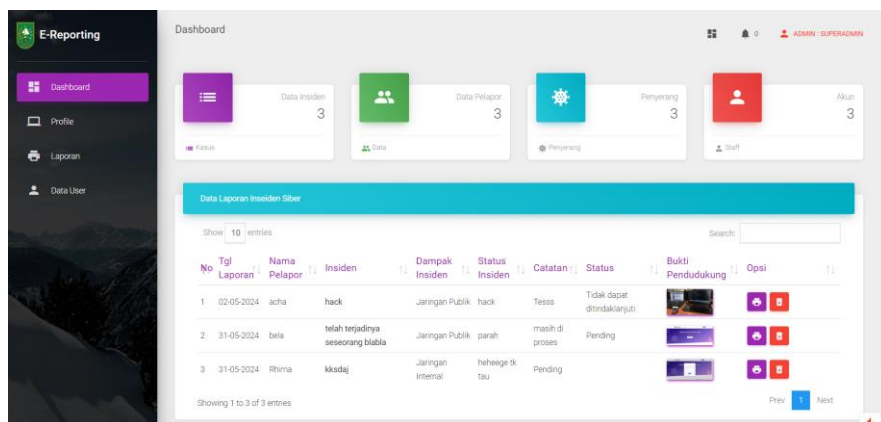 E-Reporting
Dashboard
Profile
Laporan
Data User
Dashboard
0 ADMIN : SUPERADMIN
Data Insiden
3
Kasus
Data Pelapor
3
Data
Penyerang
3
Penyerang
Akun
3
Staff
Data Laporan Inseiden Siber
Show 10 entries
Search:
No Tgl Laporan Nama Pelapor Insiden Dampak Insiden Status Insiden Catatan Status Bukti Pendudukung Opsi
1 02-05-2024 acha hack Jaringan Publik hack Tesss Tidak dapat ditindaklanjuti
2 31-05-2024 bela telah terjadinya seseorang blabla Jaringan Publik parah masih di proses Pending
3 31-05-2024 Rhima kksdaj Jaringan Internal heheege tk tau Pending
Showing 1 to 3 of 3 entries
Prev 1 Next